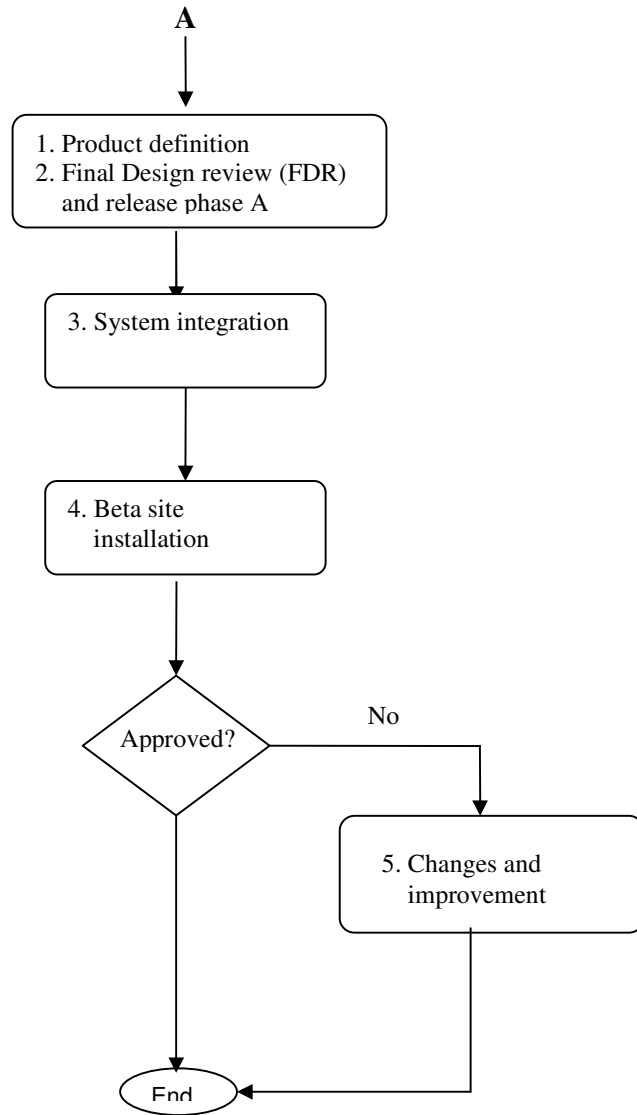 A
1. Product definition
2. Final Design review (FDR)
and release phase A
3. System integration
4. Beta site
installation
Approved?
No
5. Changes and
improvement
End